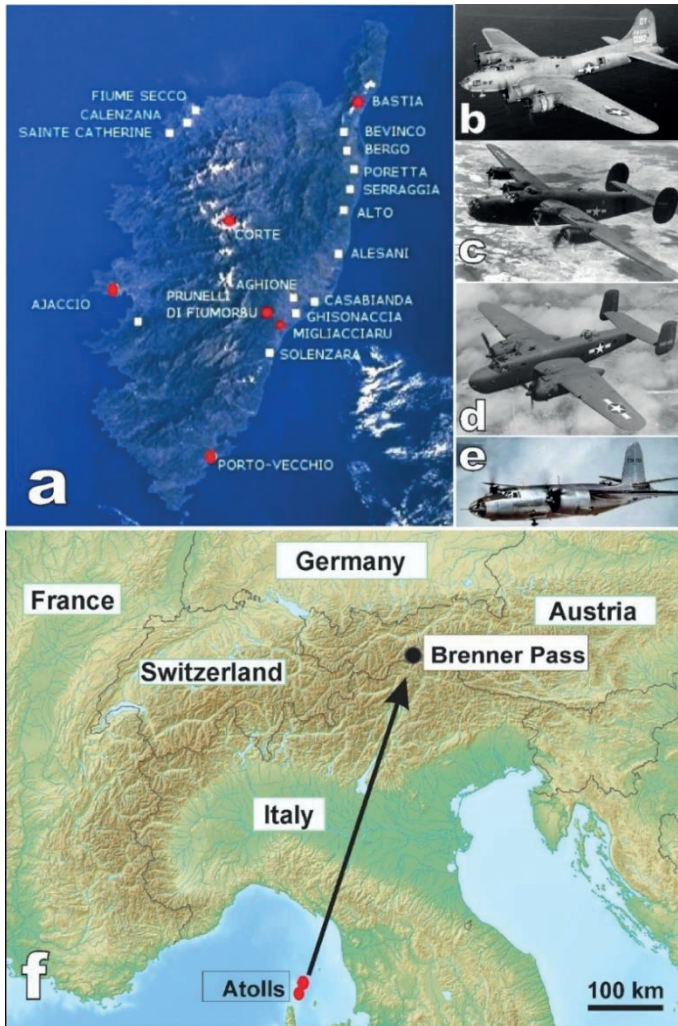 FIUME SECCO
CALENZANA
SAINTE CATHERINE
BASTIA
BEVINCO
BERGO
PORETTA
SERRAGGIA
ALTO
CORTE
ALESANI
AJACCIO
AGHIONE
PRUNELLI
DI FIUMORBU
CASABIANDA
GHISONACCIA
MIGLIACCIARU
SOLENZARA
PORTO-VECCHIO
a
b
c
d
e
Germany
France
Austria
Switzerland
Brenner Pass
Italy
Atolls
100 km
f